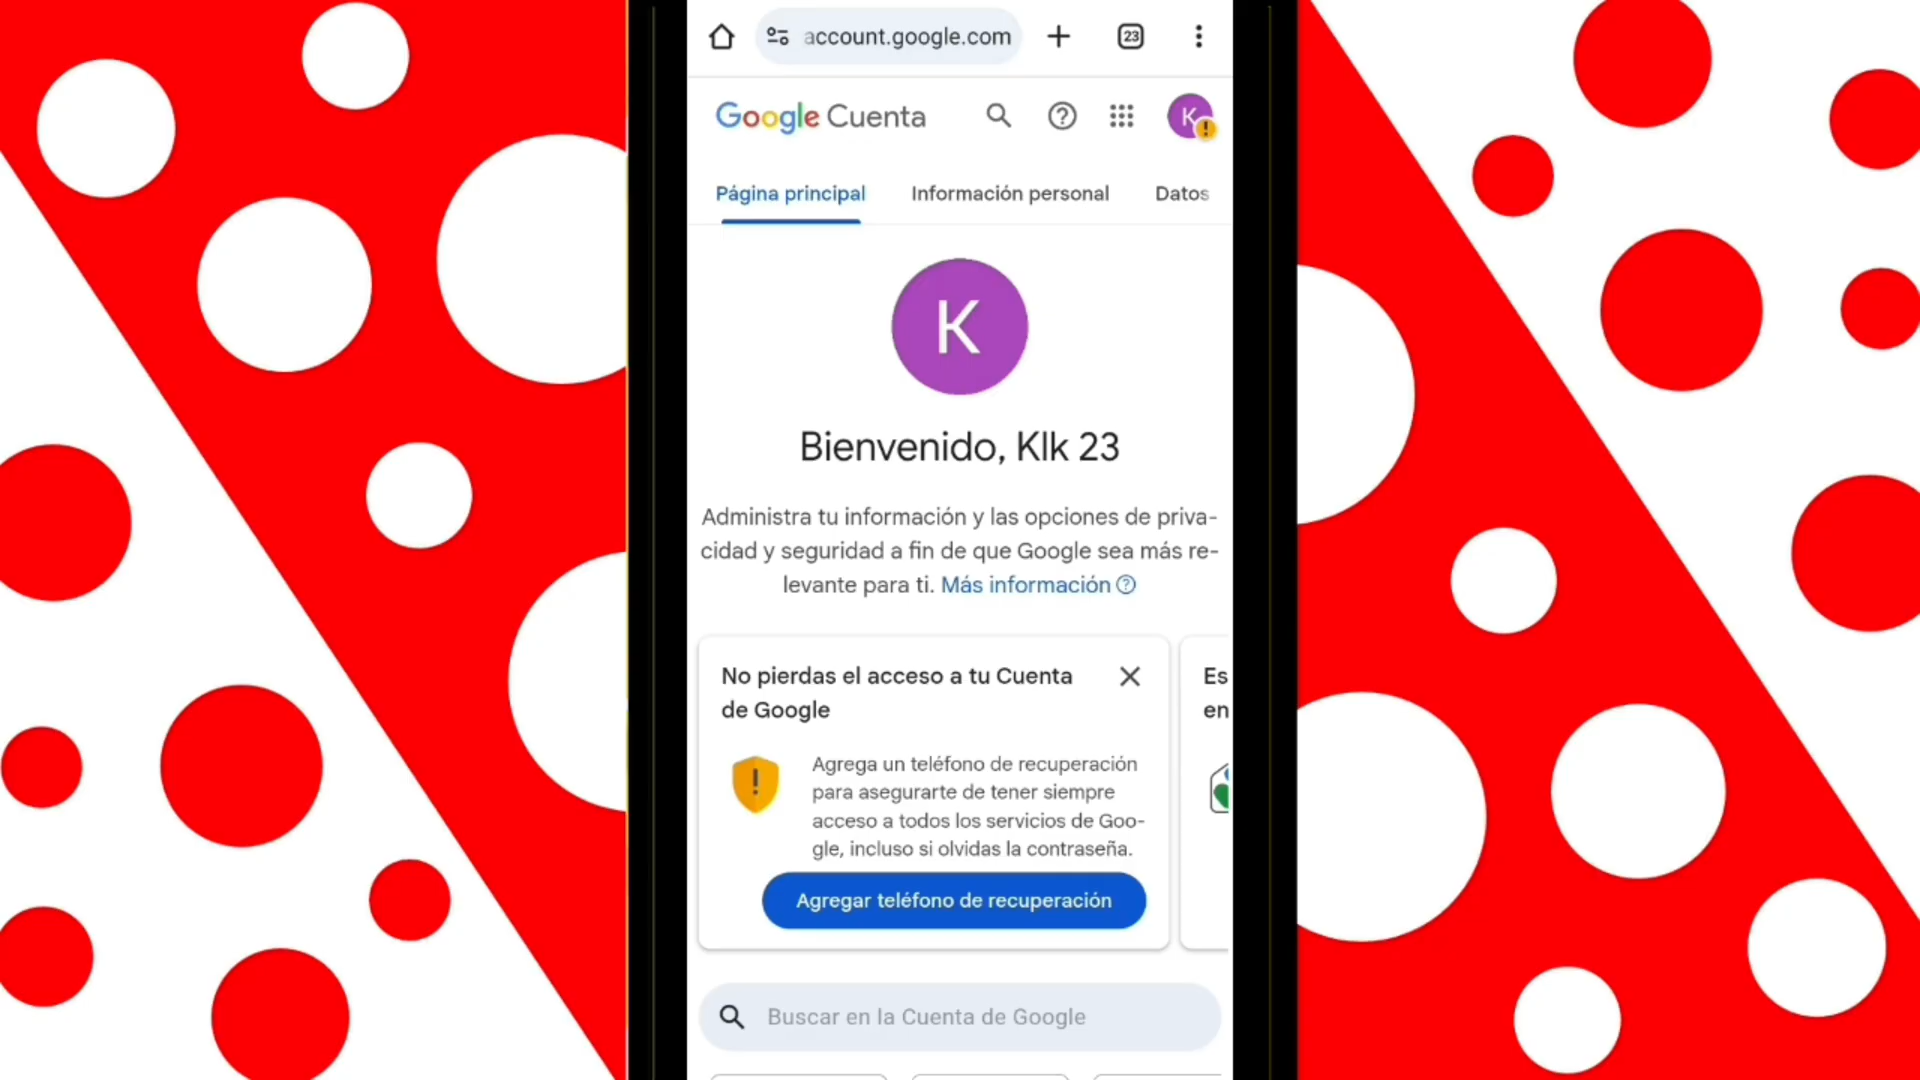 account.google.com
23
Google Cuenta
K
Página principal
Información personal
Datos
K
Bienvenido, Klk 23
Administra tu información y las opciones de priva-
cidad y seguridad a fin de que Google sea más re-
levante para ti. Más información
No pierdas el acceso a tu Cuenta
de Google
Agrega un teléfono de recuperación
para asegurarte de tener siempre
acceso a todos los servicios de Goo-
gle, incluso si olvidas la contraseña.
Agregar teléfono de recuperación
Es
en
Buscar en la Cuenta de Google